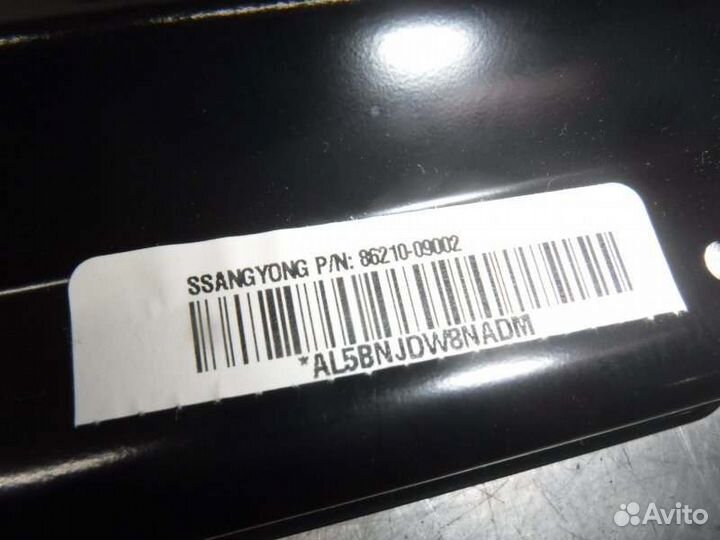 SSANGYONG P/N: 86210-09002
*AL5BNJDW8NADM
Avito